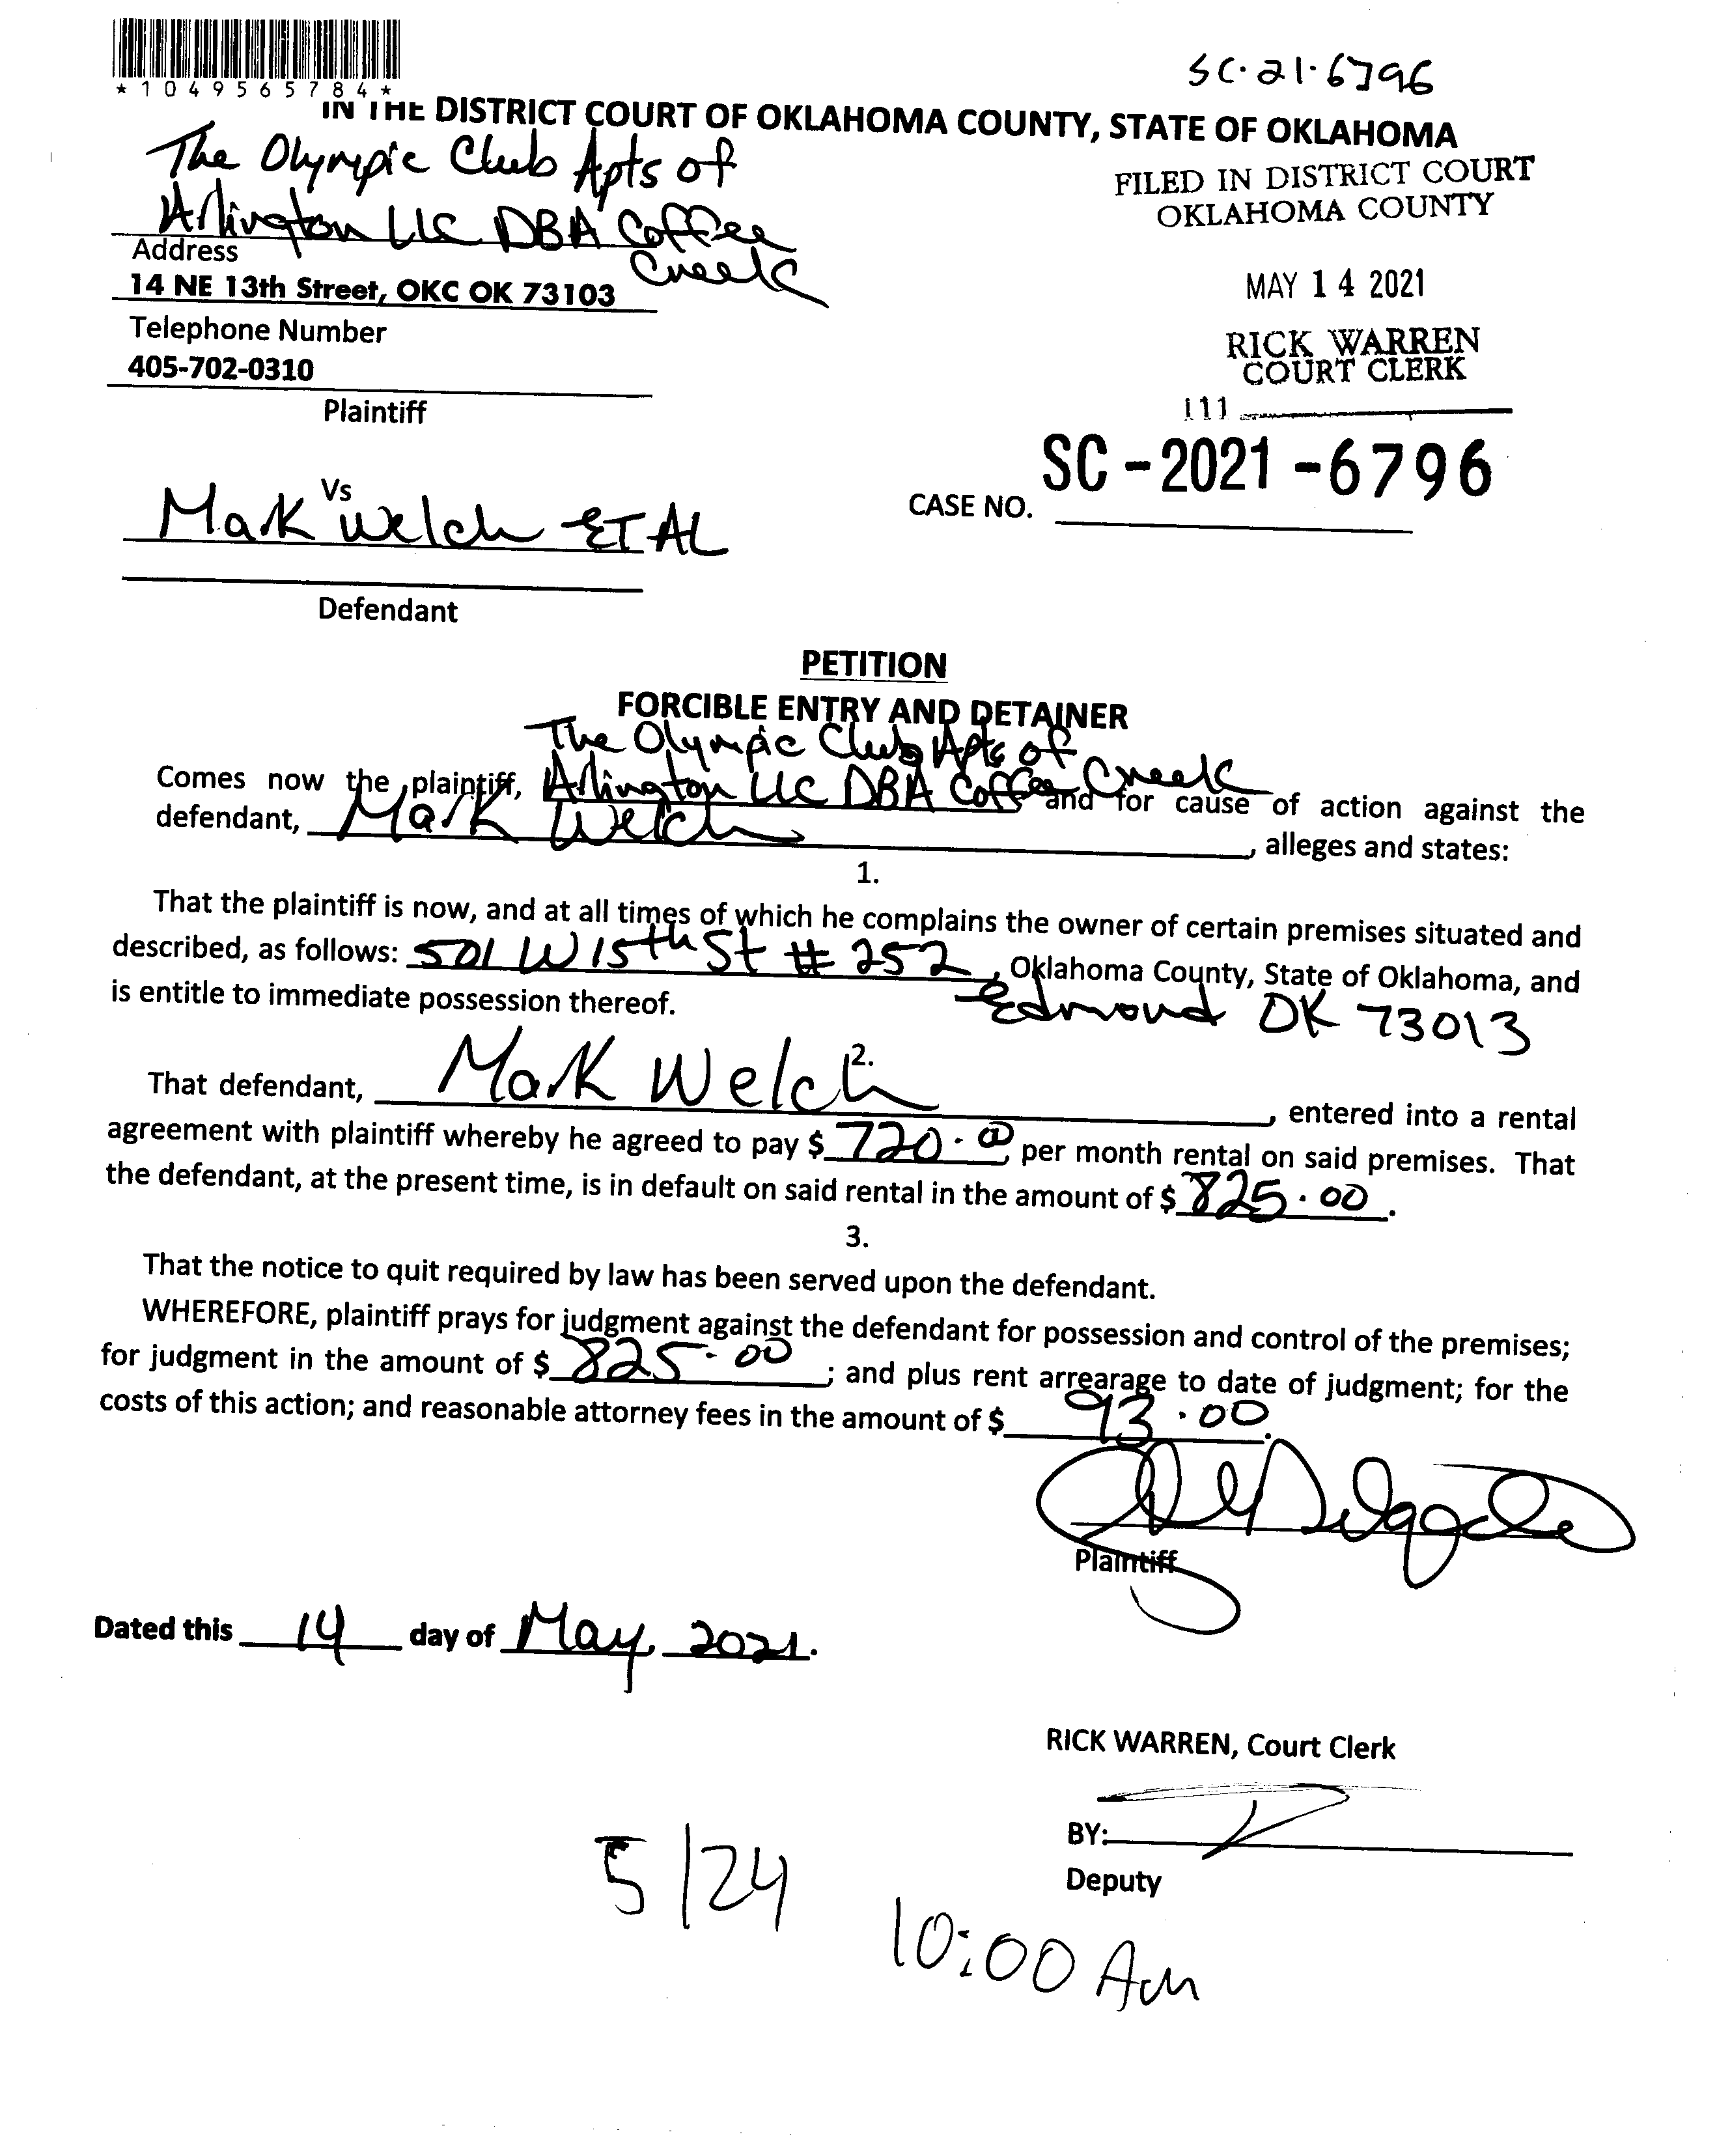 *1049565784*
SC·21·6796
IN THE DISTRICT COURT OF OKLAHOMA COUNTY, STATE OF OKLAHOMA
The Olympic Club Apts of
Arlington LLC DBA Coffee
Creek
Address
14 NE 13th Street, OKC OK 73103
Telephone Number
405-702-0310
Plaintiff
FILED IN DISTRICT COURT
OKLAHOMA COUNTY
MAY 14 2021
RICK WARREN
COURT CLERK
111
SC-2021-6796
CASE NO.
Vs
Mark Welch ET AL
Defendant
PETITION
FORCIBLE ENTRY AND DETAINER
The Olympic Club Apts of
Comes now the plaintiff, Arlington LLC DBA Coffee Creek and for cause of action against the
defendant, Mark Welch, alleges and states:
1.
That the plaintiff is now, and at all times of which he complains the owner of certain premises situated and
described, as follows: 501 W 15th St # 252, Oklahoma County, State of Oklahoma, and
is entitle to immediate possession thereof. Edmond OK 73013
2.
That defendant, Mark Welch, entered into a rental
agreement with plaintiff whereby he agreed to pay $ 720.00 per month rental on said premises. That
the defendant, at the present time, is in default on said rental in the amount of $ 825.00.
3.
That the notice to quit required by law has been served upon the defendant.
WHEREFORE, plaintiff prays for judgment against the defendant for possession and control of the premises;
for judgment in the amount of $ 825.00; and plus rent arrearage to date of judgment; for the
costs of this action; and reasonable attorney fees in the amount of $ 93.00.
Delgado
Plaintiff
Dated this 14 day of May, 2021.
RICK WARREN, Court Clerk
BY:
Deputy
5/24
10:00 Am